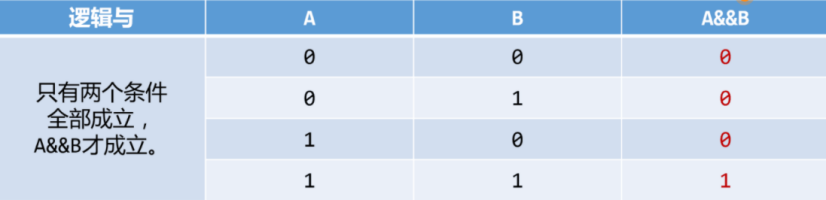 逻辑与 A B A&&B
只有两个条件
全部成立，
A&&B才成立。
0 0 0
0 1 0
1 0 0
1 1 1